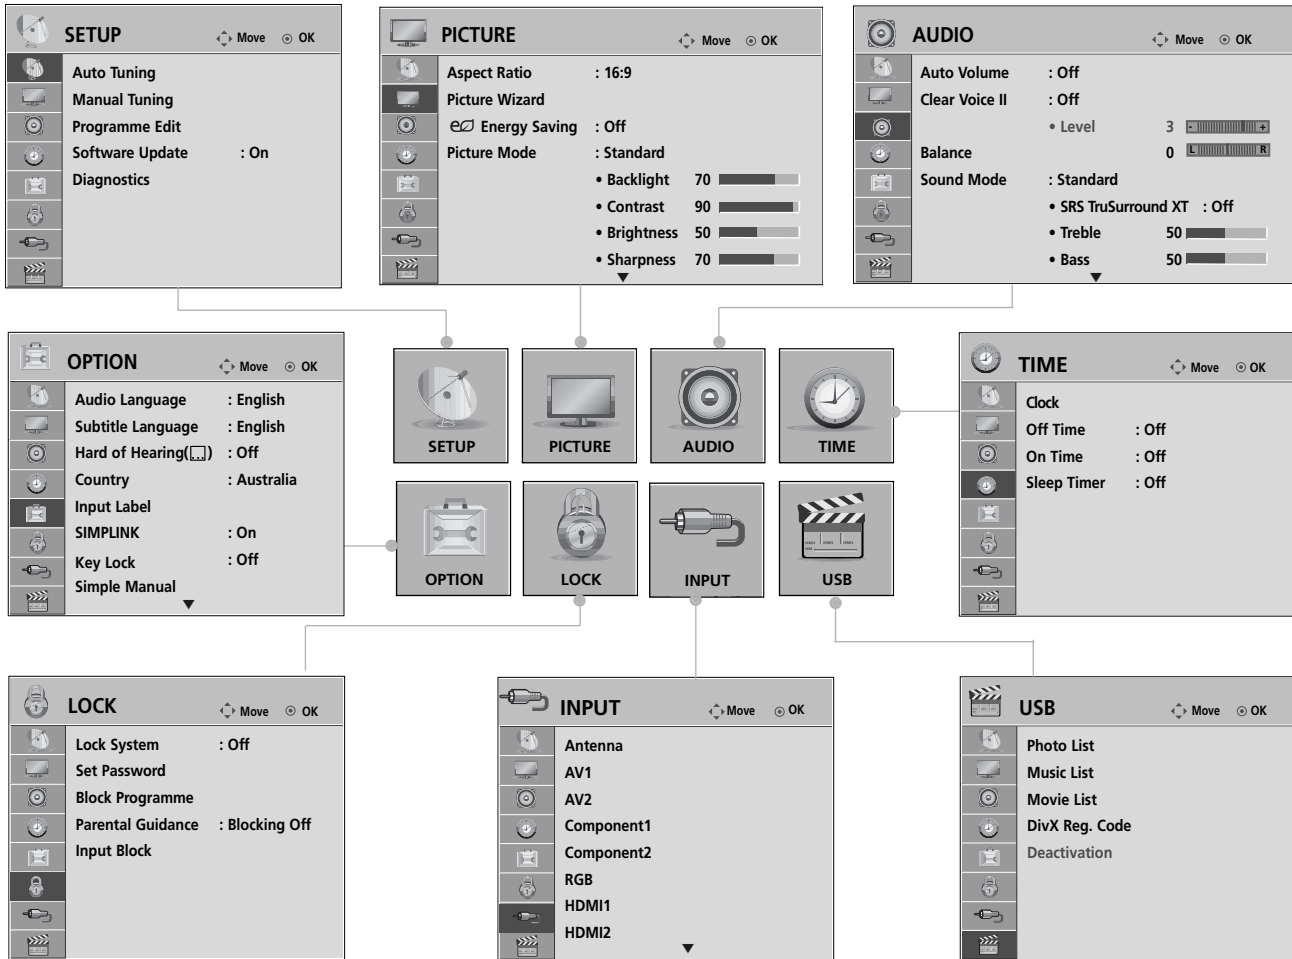 SETUP Move OK
Auto Tuning
Manual Tuning
Programme Edit
Software Update : On
Diagnostics
PICTURE Move OK
Aspect Ratio : 16:9
Picture Wizard
Energy Saving : Off
Picture Mode : Standard
• Backlight 70
• Contrast 90
• Brightness 50
• Sharpness 70
AUDIO Move OK
Auto Volume : Off
Clear Voice II : Off
• Level 3 - +
Balance 0 L R
Sound Mode : Standard
• SRS TruSurround XT : Off
• Treble 50
• Bass 50
OPTION Move OK
Audio Language : English
Subtitle Language : English
Hard of Hearing( ) : Off
Country : Australia
Input Label
SIMPLINK : On
Key Lock : Off
Simple Manual
SETUP
PICTURE
AUDIO
TIME
OPTION
LOCK
INPUT
USB
TIME Move OK
Clock
Off Time : Off
On Time : Off
Sleep Timer : Off
LOCK Move OK
Lock System : Off
Set Password
Block Programme
Parental Guidance : Blocking Off
Input Block
INPUT Move OK
Antenna
AV1
AV2
Component1
Component2
RGB
HDMI1
HDMI2
USB Move OK
Photo List
Music List
Movie List
DivX Reg. Code
Deactivation